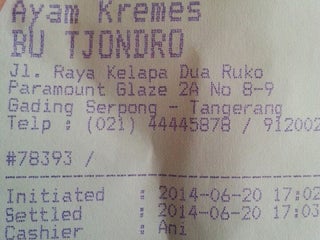 Ayam Kremes
BU TJONDRO
Jl. Raya Kelapa Dua Ruko
Paramount Glaze 2A No 8-9
Gading Serpong - Tangerang
Telp : (021) 44445878 / 912002
#78393 /
Initiated : 2014-06-20 17:02
Settled : 2014-06-20 17:03
Cashier : Ani